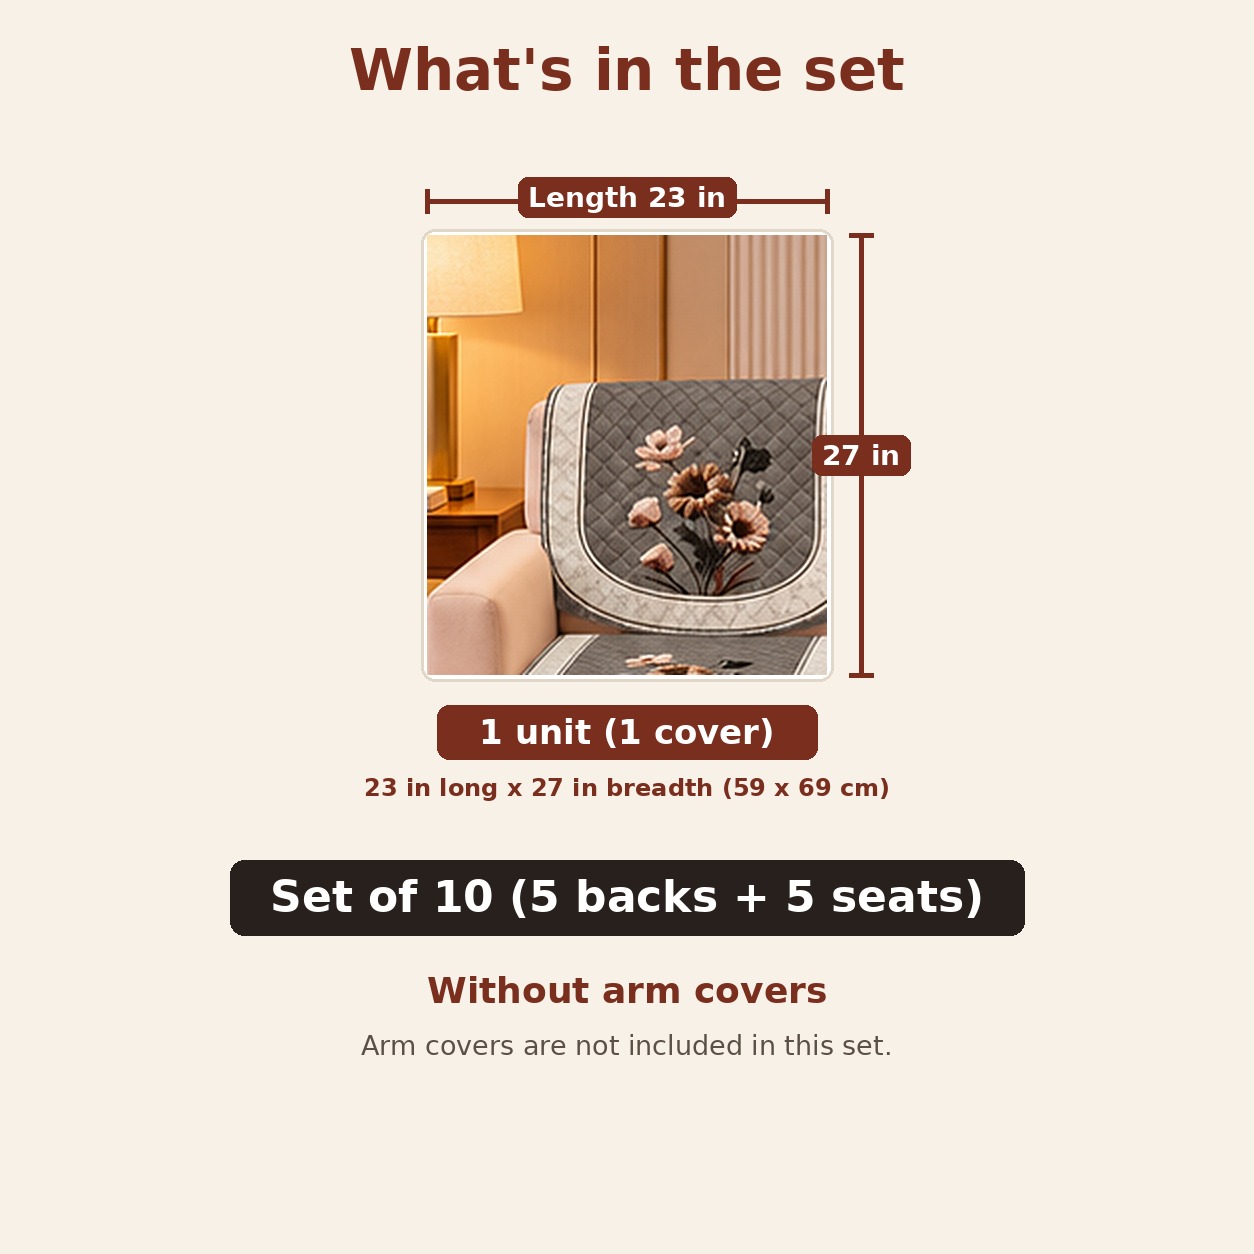 What's in the set
Length 23 in
27 in
1 unit (1 cover)
23 in long x 27 in breadth (59 x 69 cm)
Set of 10 (5 backs + 5 seats)
Without arm covers
Arm covers are not included in this set.